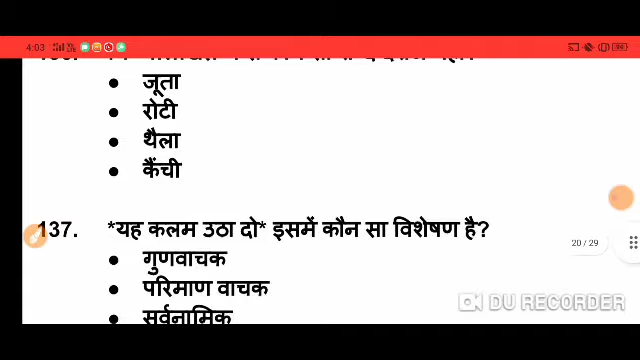 4:03
जूता
रोटी
थैला
कैंची
137. *यह कलम उठा दो* इसमें कौन सा विशेषण है?
गुणवाचक
परिमाण वाचक
20 / 29
DU RECORDER
सर्वनामिक